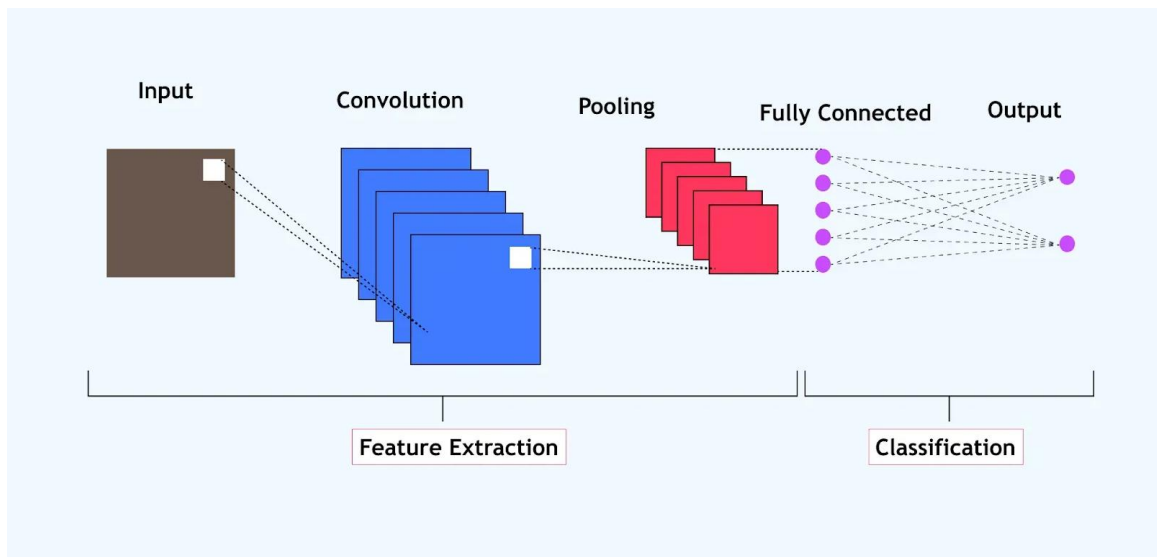 Input
Convolution
Pooling
Fully Connected
Output
Feature Extraction
Classification